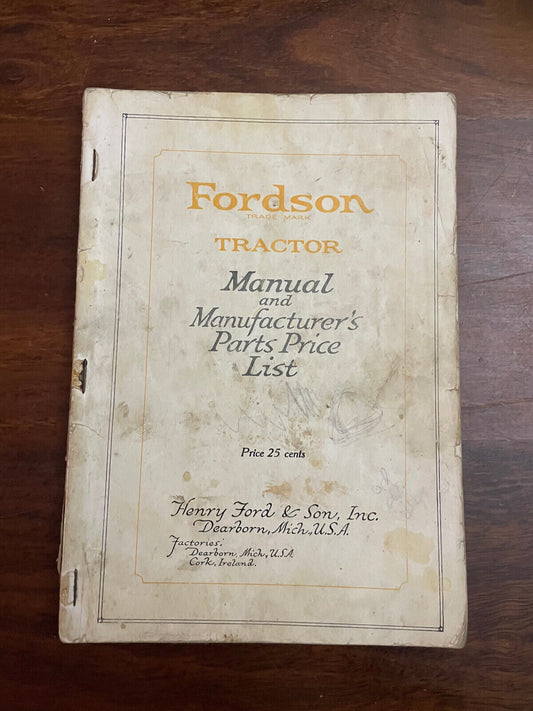 Fordson
TRADE MARK
TRACTOR
Manual
and
Manufacturer's
Parts Price
List
Price 25 cents
Henry Ford & Son, Inc.
Dearborn, Mich., U.S.A.
Factories:
Dearborn, Mich., U.S.A
Cork, Ireland.